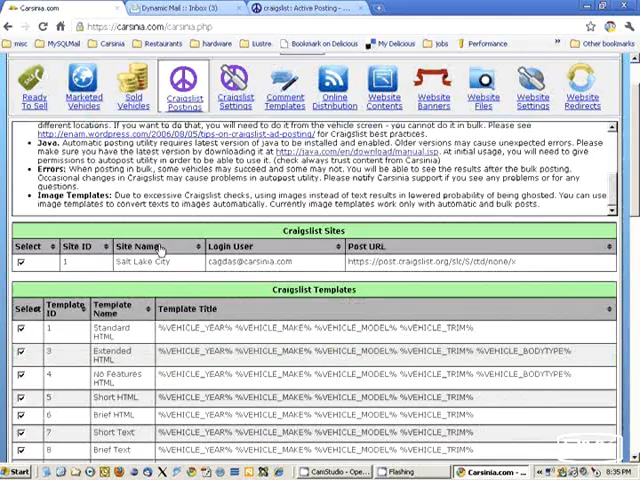 Carsinia.com
Dynamic Mail :: Inbox (3)
craigslist: Active Posting - ...
https://carsinia.com/carsinia.php
misc
MySQLMail
Carsinia
Restaurants
hardware
Lustre
Bookmark on Delicious
My Delicious
jobs
Performance
»
Other bookmarks
Ready To Sell
Marketed Vehicles
Sold Vehicles
Craigslist Postings
Craigslist Settings
Comment Templates
Online Distribution
Website Contents
Website Banners
Website Files
Website Settings
Website Redirects
different locations. If you want to do that, you will need to do it from the vehicle screen - you cannot do it in bulk. Please see
http://enam.wordpress.com/2006/08/05/tips-on-craigslist-ad-posting/ for Craigslist best practices.
• Java. Automatic posting utility requires latest version of java to be installed and enabled. Older versions may cause unexpected errors. Please
make sure you have the latest version by downloading it at http://java.com/en/download/manual.jsp. At initial usage, you will need to give
permissions to autopost utility in order to be able to use it. (check always trust content from Carsinia)
• Errors: When posting in bulk, some vehicles may succeed and some may not. You will be able to see the results after the bulk posting.
Occasional changes in Craigslist may cause problems in autopost utility. Please notify Carsinia support if you see any problems or for any
questions.
• Image Templates: Due to excessive Craigslist checks, using images instead of text results in lowered probability of being ghosted. You can use
image templates to convert texts to images automatically. Currently image templates work only with automatic and bulk posts.
Craigslist Sites
Select Site ID Site Name Login User Post URL
1 Salt Lake City cagdas@carsinia.com https://post.craigslist.org/slc/S/ctd/none/x
Craigslist Templates
Select Template ID Template Name Template Title
1 Standard HTML %VEHICLE_YEAR% %VEHICLE_MAKE% %VEHICLE_MODEL% %VEHICLE_TRIM%
3 Extended HTML %VEHICLE_YEAR% %VEHICLE_MAKE% %VEHICLE_MODEL% %VEHICLE_TRIM% %VEHICLE_BODYTYPE%
4 No Features HTML %VEHICLE_YEAR% %VEHICLE_MAKE% %VEHICLE_MODEL% %VEHICLE_TRIM% %VEHICLE_BODYTYPE%
5 Short HTML %VEHICLE_YEAR% %VEHICLE_MAKE% %VEHICLE_MODEL% %VEHICLE_TRIM%
6 Brief HTML %VEHICLE_YEAR% %VEHICLE_MAKE% %VEHICLE_MODEL% %VEHICLE_TRIM%
7 Short Text %VEHICLE_YEAR% %VEHICLE_MAKE% %VEHICLE_MODEL% %VEHICLE_TRIM%
8 Brief Text %VEHICLE_YEAR% %VEHICLE_MAKE% %VEHICLE_MODEL% %VEHICLE_TRIM%
Start
CamStudio - Ope...
Flashing
Carsinia.com - ...
8:35 PM